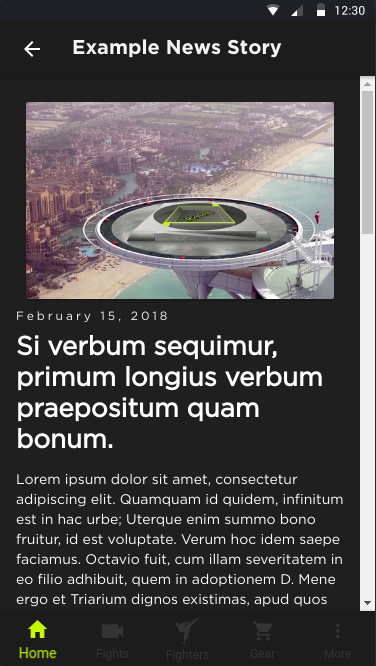 12:30
Example News Story
February 15, 2018
Si verbum sequimur,
primum longius verbum
praepositum quam
bonum.
Lorem ipsum dolor sit amet, consectetur
adipiscing elit. Quamquam id quidem, infinitum
est in hac urbe; Uterque enim summo bono
fruitur, id est voluptate. Verum hoc idem saepe
faciamus. Octavio fuit, cum illam severitatem in
eo filio adhibuit, quem in adoptionem D. Mene
ergo et Triarium dignos existimas, apud quos
Home Fights Fighters Gear More